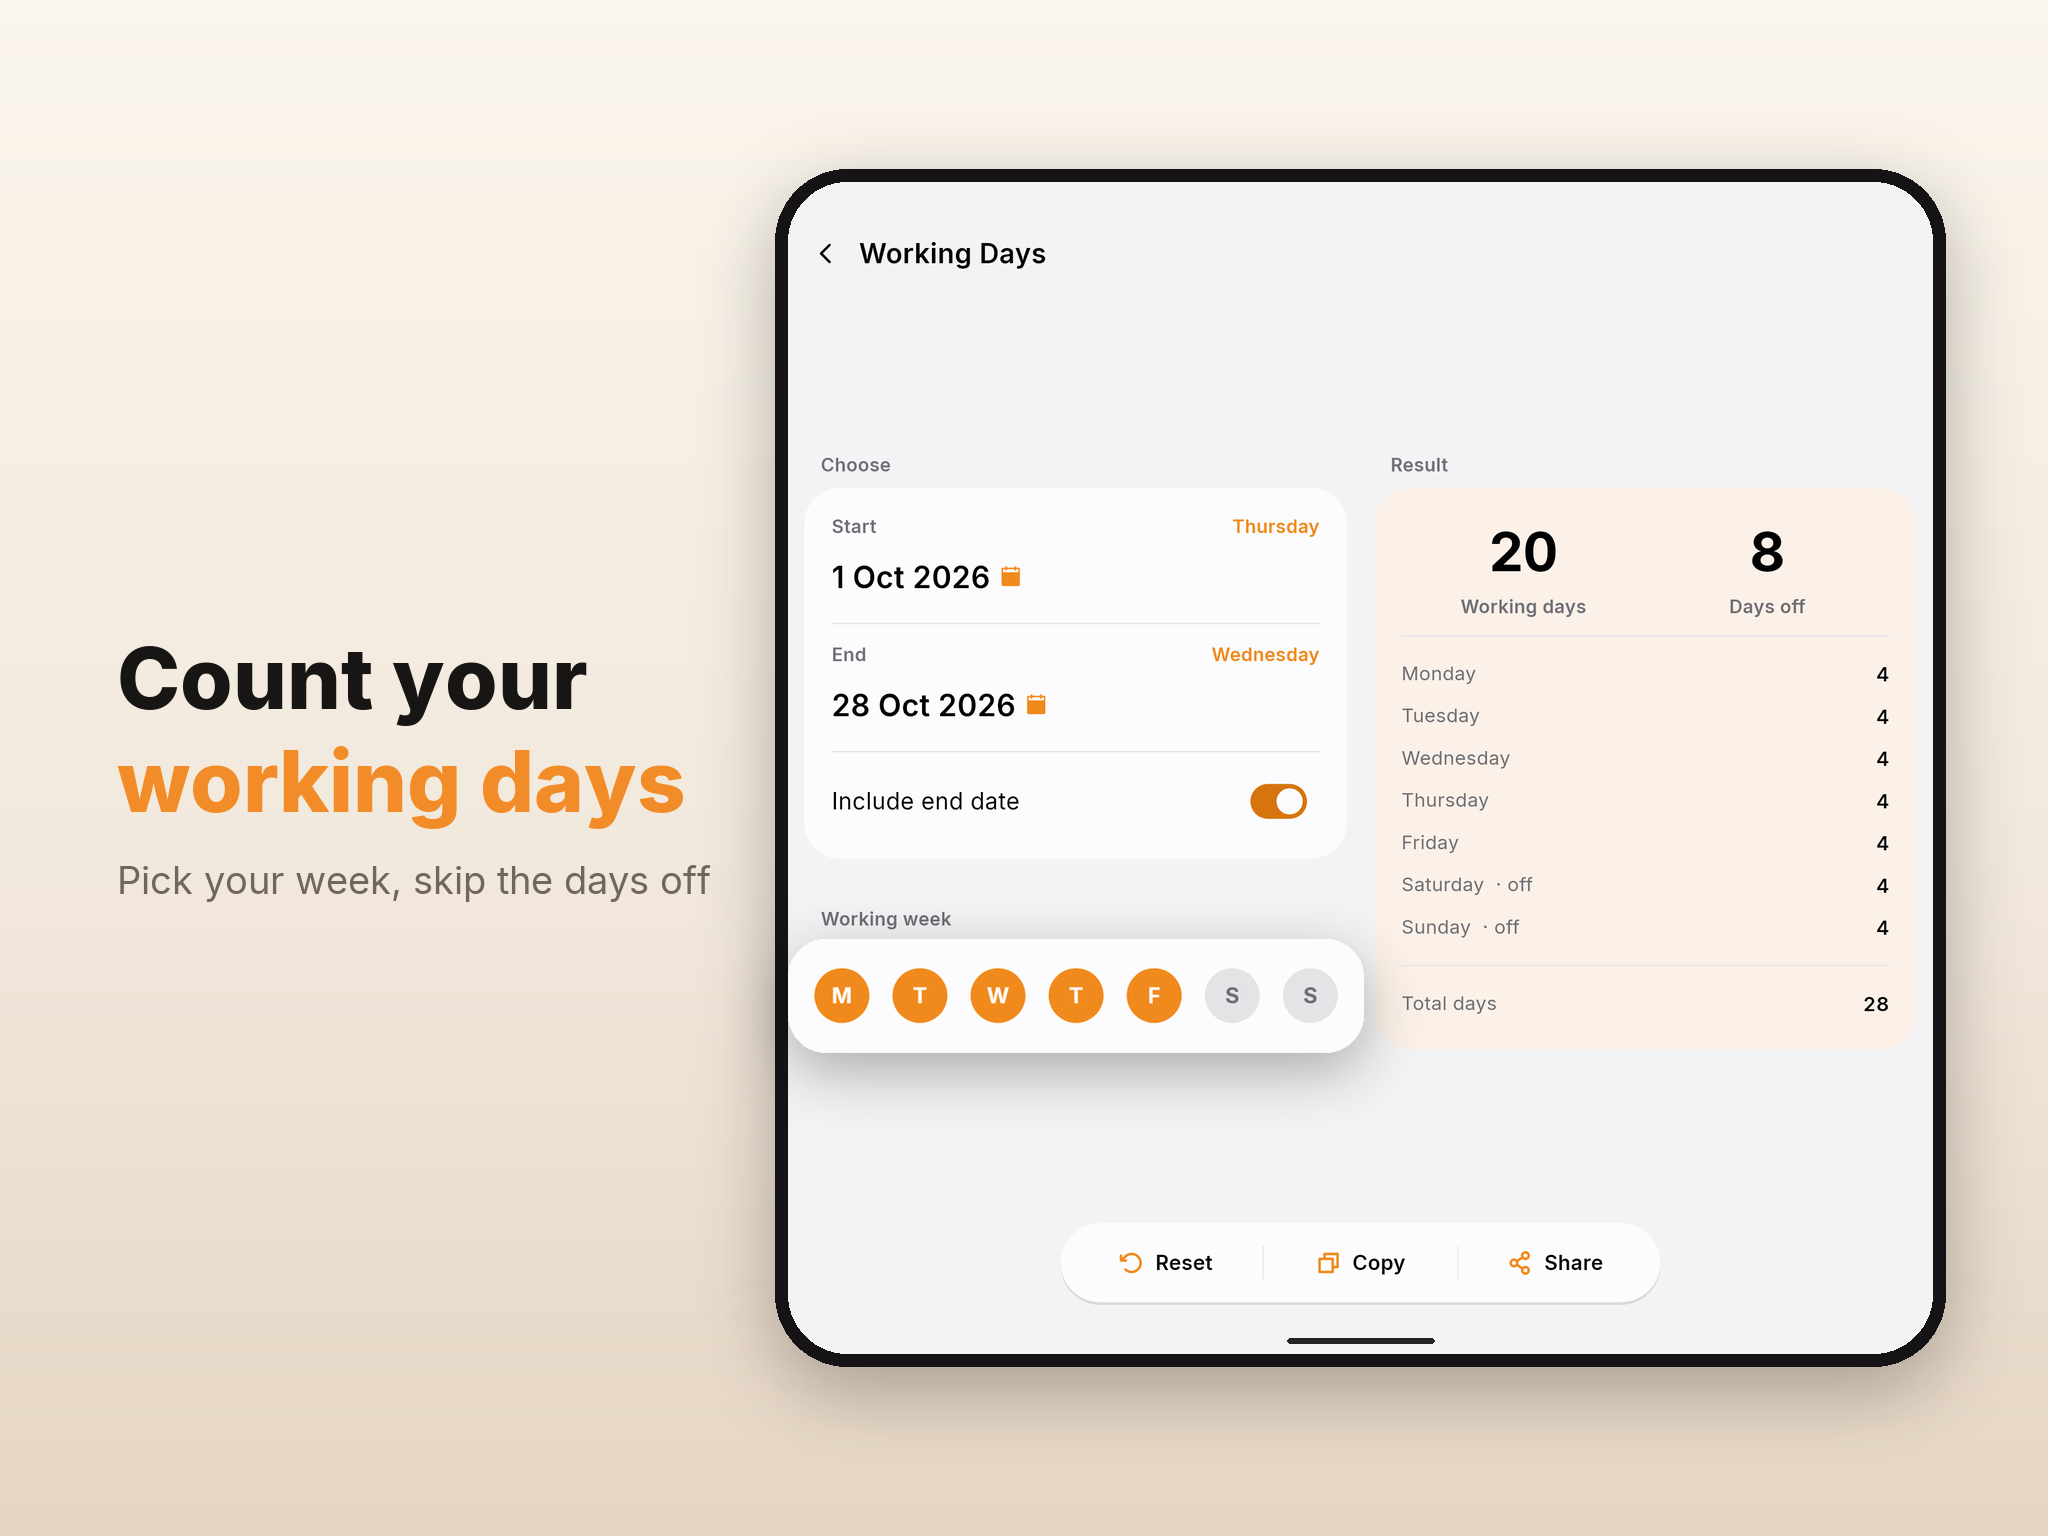 Count your
working days
Pick your week, skip the days off
Working Days
Choose
Start
Thursday
1 Oct 2026
End
Wednesday
28 Oct 2026
Include end date
Working week
M T W T F S S
Result
20 8
Working days Days off
Monday 4
Tuesday 4
Wednesday 4
Thursday 4
Friday 4
Saturday · off 4
Sunday · off 4
Total days 28
Reset Copy Share